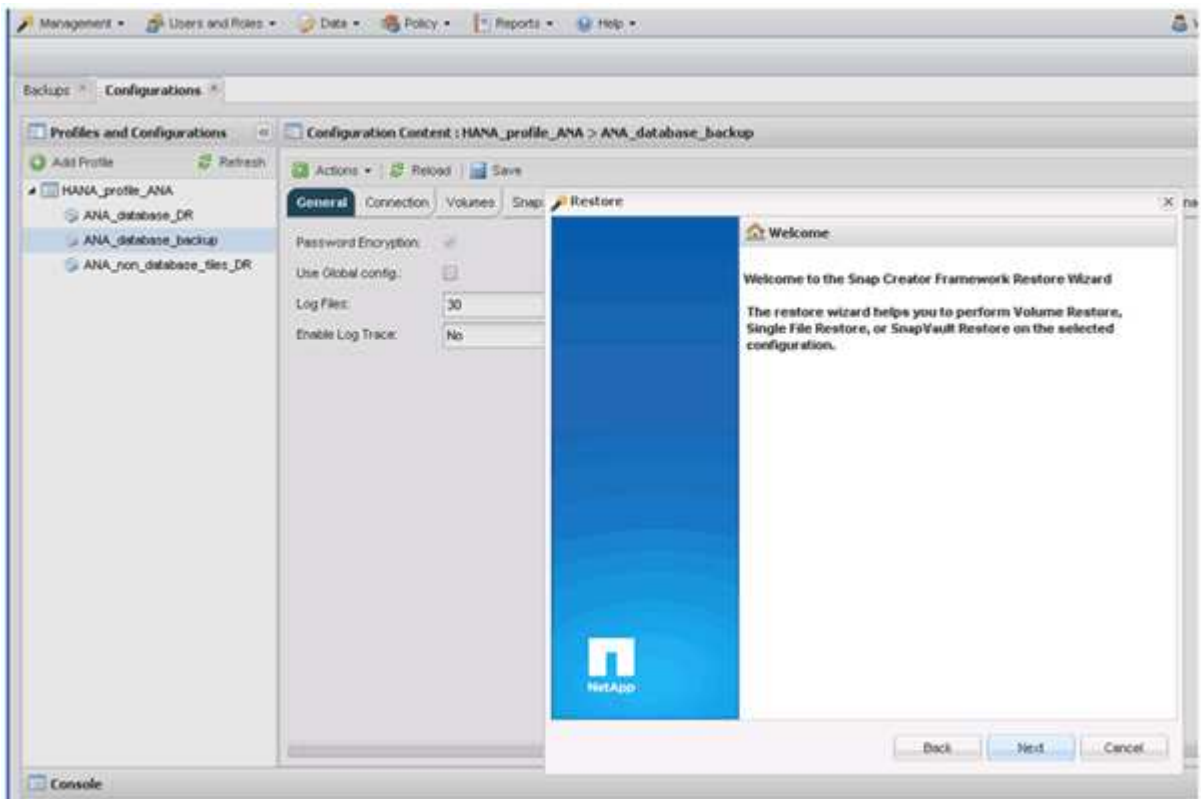 Management Users and Roles Data Policy Reports Help
Backups Configurations
Profiles and Configurations
Configuration Content : HANA_profile_ANA > ANA_database_backup
Add Profile Refresh
Actions Reload Save
HANA_profile_ANA
ANA_database_DR
ANA_database_backup
ANA_non_database_files_DR
General Connection Volumes Snap
Password Encryption:
Use Global config:
Log Files: 30
Enable Log Trace: No
Restore
Welcome
Welcome to the Snap Creator Framework Restore Wizard
The restore wizard helps you to perform Volume Restore,
Single File Restore, or SnapVault Restore on the selected
configuration.
NetApp
Back Next Cancel
Console